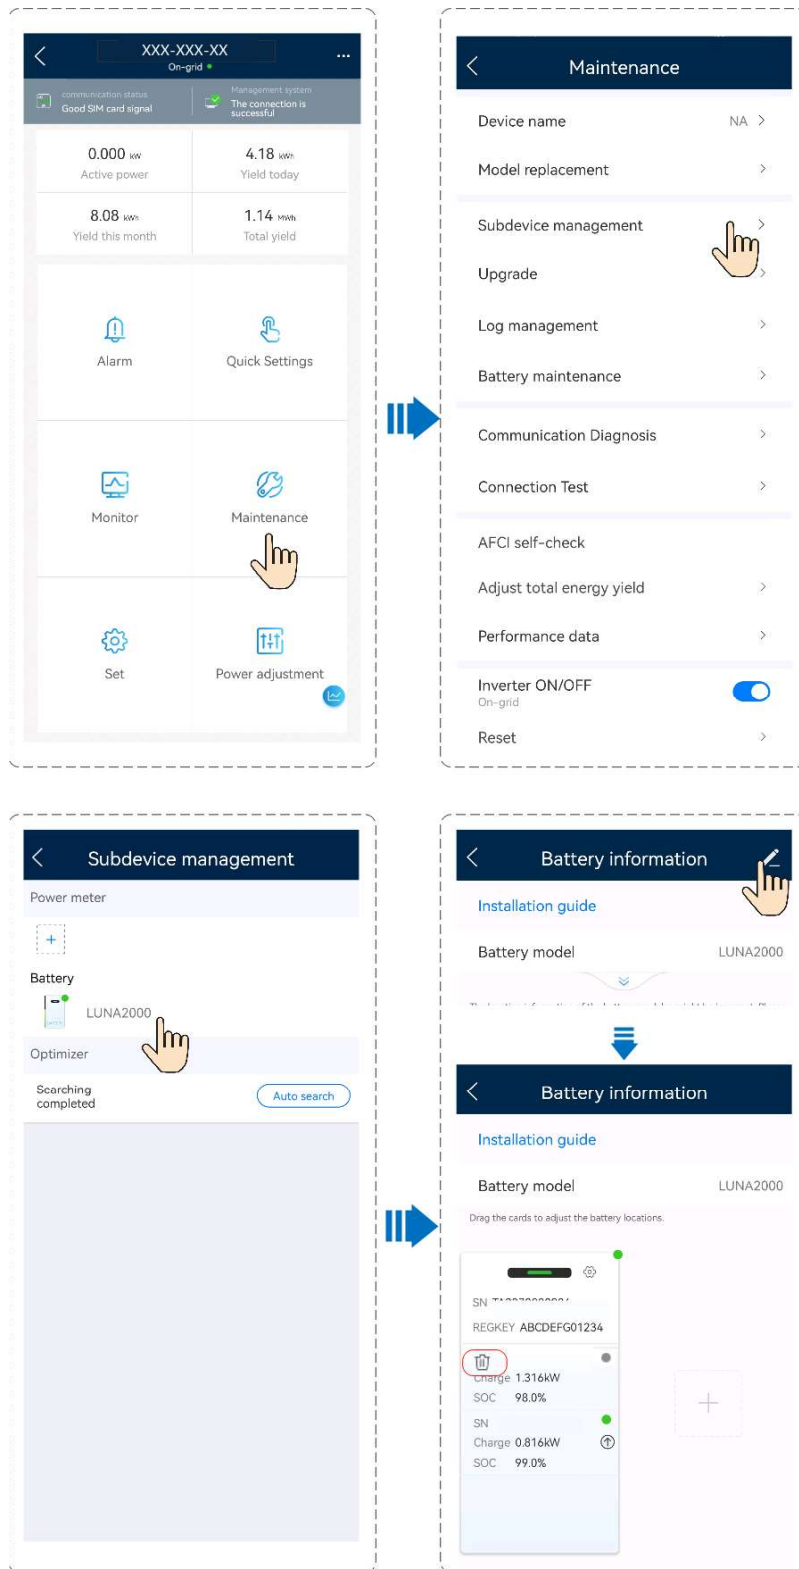 XXX-XXX-XX
On-grid
communication status
Good SIM card signal
Management system
The connection is
successful
0.000 kW
Active power
4.18 kWh
Yield today
8.08 kWh
Yield this month
1.14 MWh
Total yield
Alarm
Quick Settings
Monitor
Maintenance
Set
Power adjustment
Maintenance
Device name
NA
Model replacement
Subdevice management
Upgrade
Log management
Battery maintenance
Communication Diagnosis
Connection Test
AFCI self-check
Adjust total energy yield
Performance data
Inverter ON/OFF
On-grid
Reset
Subdevice management
Power meter
Battery
LUNA2000
Optimizer
Searching
completed
Auto search
Battery information
Installation guide
Battery model
LUNA2000
Battery information
Installation guide
Battery model
LUNA2000
Drag the cards to adjust the battery locations.
SN
REGKEY ABCDEFG01234
Charge 1.316kW
SOC 98.0%
SN
Charge 0.816kW
SOC 99.0%